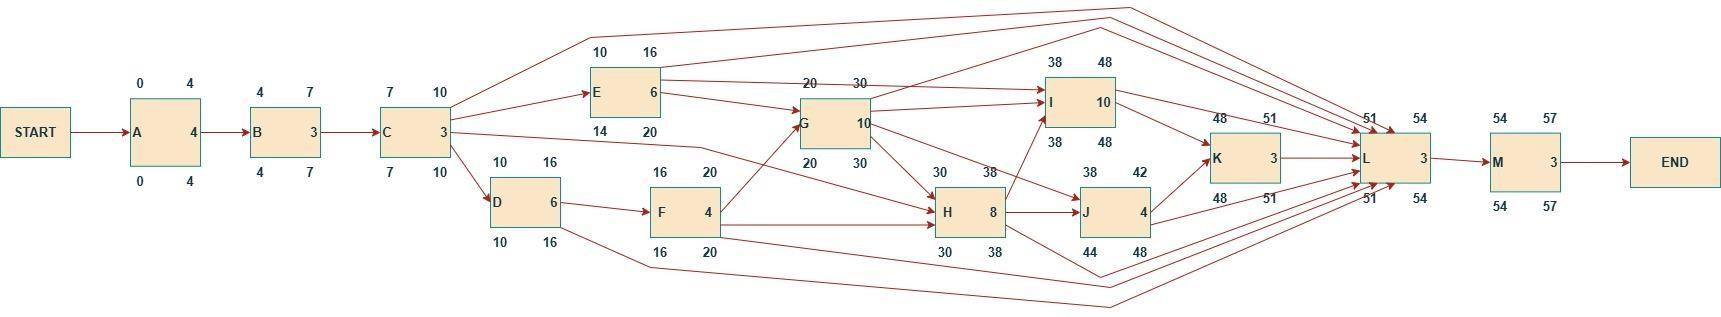 START
0 4
A 4
0 4
4 7
B 3
4 7
7 10
C 3
7 10
10 16
E 6
14 20
10 16
D 6
10 16
16 20
F 4
16 20
20 30
G 10
20 30
30 38
H 8
30 38
38 48
I 10
38 48
38 42
J 4
44 48
48 51
K 3
48 51
51 54
L 3
51 54
54 57
M 3
54 57
END